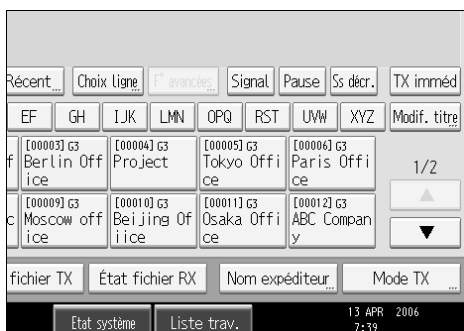 Récent Choix ligne F° avancées Signal Pause Ss décr. TX imméd
EF GH IJK LMN OPQ RST UVW XYZ Modif. titre
[00003] G3 [00004] G3 [00005] G3 [00006] G3
f Berlin Off Project Tokyo Offi Paris Offi 1/2
ice ce ce
[00009] G3 [00010] G3 [00011] G3 [00012] G3
c Moscow off Beijing Of Osaka Offi ABC Compan
ice iice ce y
fichier TX État fichier RX Nom expéditeur Mode TX
Etat système Liste trav. 13 APR 2006
7:39